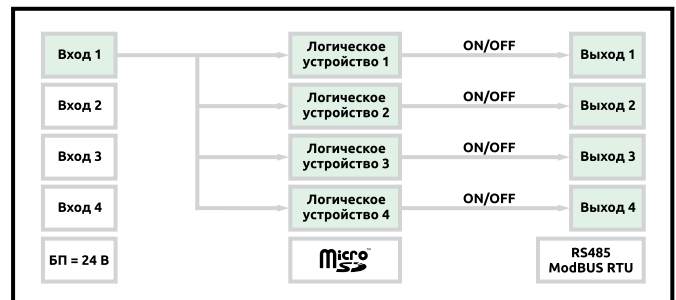 Вход 1
Логическое
устройство 1
ON/OFF
Выход 1
Вход 2
Логическое
устройство 2
ON/OFF
Выход 2
Вход 3
Логическое
устройство 3
ON/OFF
Выход 3
Вход 4
Логическое
устройство 4
ON/OFF
Выход 4
БП = 24 В
Micro SD™
RS485
ModBUS RTU